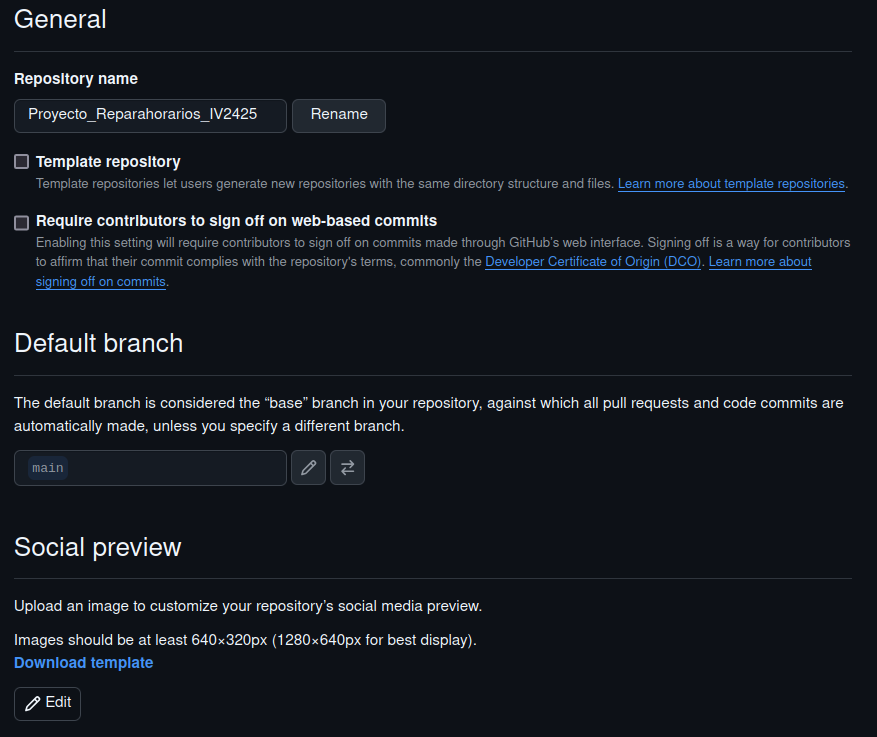 General
Repository name
Proyecto_Reparahorarios_IV2425
Rename
Template repository
Template repositories let users generate new repositories with the same directory structure and files. Learn more about template repositories.
Require contributors to sign off on web-based commits
Enabling this setting will require contributors to sign off on commits made through GitHub’s web interface. Signing off is a way for contributors
to affirm that their commit complies with the repository's terms, commonly the Developer Certificate of Origin (DCO). Learn more about
signing off on commits.
Default branch
The default branch is considered the “base” branch in your repository, against which all pull requests and code commits are
automatically made, unless you specify a different branch.
main
Social preview
Upload an image to customize your repository’s social media preview.
Images should be at least 640×320px (1280×640px for best display).
Download template
Edit